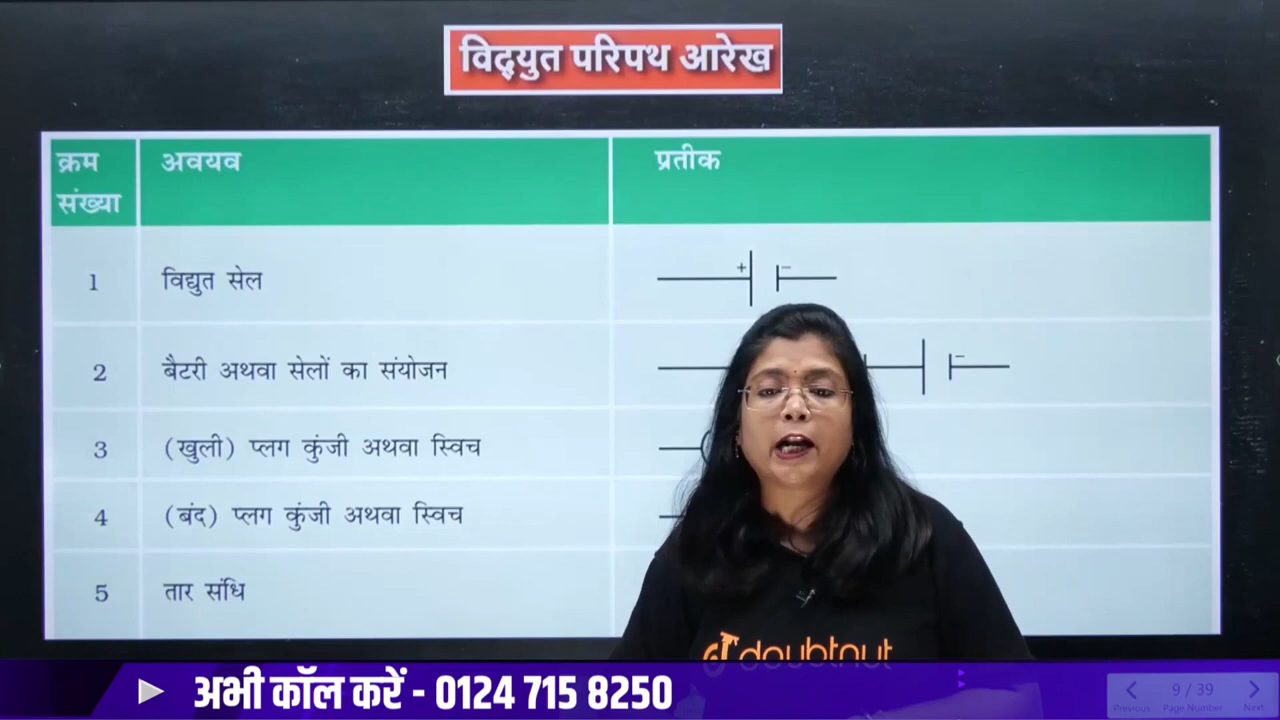 विद्युत परिपथ आरेख
क्रम संख्या अवयव प्रतीक
1 विद्युत सेल + −
2 बैटरी अथवा सेलों का संयोजन −
3 (खुली) प्लग कुंजी अथवा स्विच
4 (बंद) प्लग कुंजी अथवा स्विच
5 तार संधि
doubtnut
अभी कॉल करें - 0124 715 8250
9 / 39
Previous Page Number Next